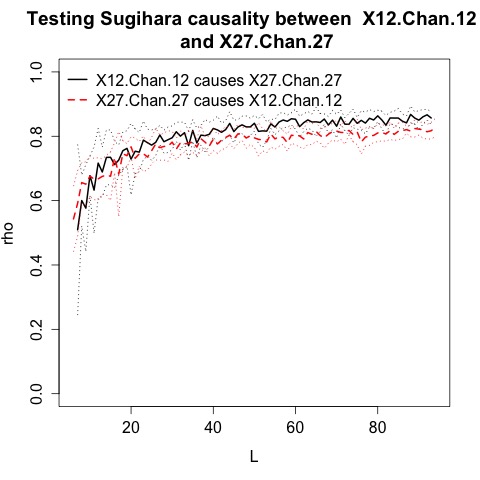 Testing Sugihara causality between X12.Chan.12
and X27.Chan.27
X12.Chan.12 causes X27.Chan.27
X27.Chan.27 causes X12.Chan.12
1.0
0.8
0.6
0.4
0.2
0.0
rho
20 40 60 80
L